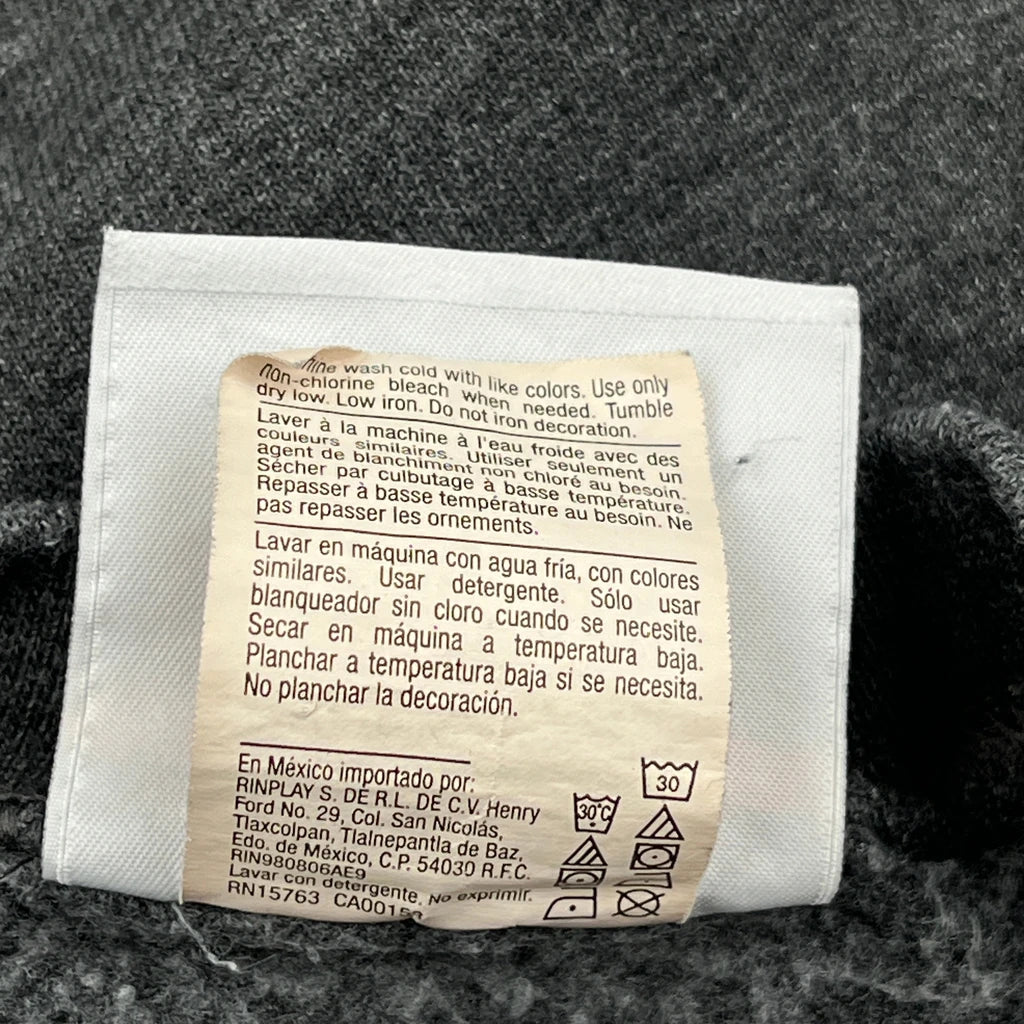 wash cold with like colors. Use only
non-chlorine bleach when needed. Tumble
dry low. Low iron. Do not iron decoration.
Laver à la machine à l'eau froide avec des
couleurs similaires. Utiliser seulement un
agent de blanchiment non chloré au besoin.
Sécher par culbutage à basse température.
Repasser à basse température au besoin. Ne
pas repasser les ornements.
Lavar en máquina con agua fría, con colores
similares. Usar detergente. Sólo usar
blanqueador sin cloro cuando se necesite.
Secar en máquina a temperatura baja.
Planchar a temperatura baja si se necesita.
No planchar la decoración.
En México importado por:
RINPLAY S. DE R.L. DE C.V. Henry
Ford No. 29, Col. San Nicolás,
Tlaxcolpan, Tlalnepantla de Baz,
Edo. de México, C.P. 54030 R.F.C.
RIN980806AE9
Lavar con detergente. No exprimir.
RN15763
30
30°C